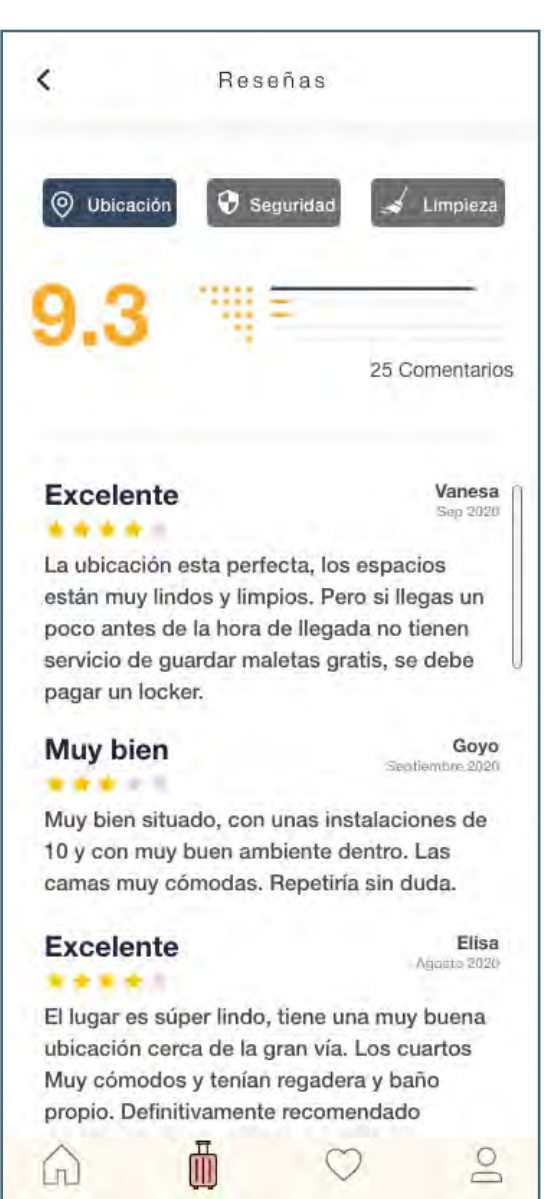 Reseñas
Ubicación
Seguridad
Limpieza
9.3
25 Comentarios
Excelente
Vanesa
Sep 2020
La ubicación esta perfecta, los espacios
están muy lindos y limpios. Pero si llegas un
poco antes de la hora de llegada no tienen
servicio de guardar maletas gratis, se debe
pagar un locker.
Muy bien
Goyo
Septiembre 2020
Muy bien situado, con unas instalaciones de
10 y con muy buen ambiente dentro. Las
camas muy cómodas. Repetiría sin duda.
Excelente
Elisa
Agosto 2020
El lugar es súper lindo, tiene una muy buena
ubicación cerca de la gran vía. Los cuartos
Muy cómodos y tenían regadera y baño
propio. Definitivamente recomendado